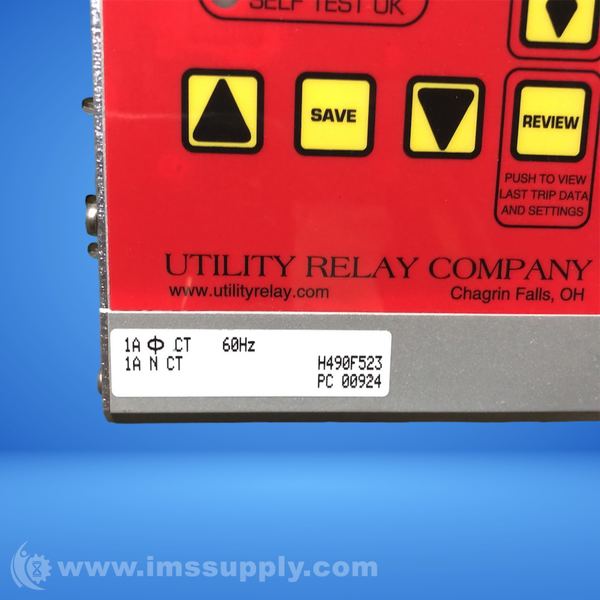 SELF TEST OK
SAVE
REVIEW
PUSH TO VIEW
LAST TRIP DATA
AND SETTINGS
UTILITY RELAY COMPANY
www.utilityrelay.com Chagrin Falls, OH
1A Φ CT 60Hz
1A N CT H490F523
PC 00924
www.imssupply.com